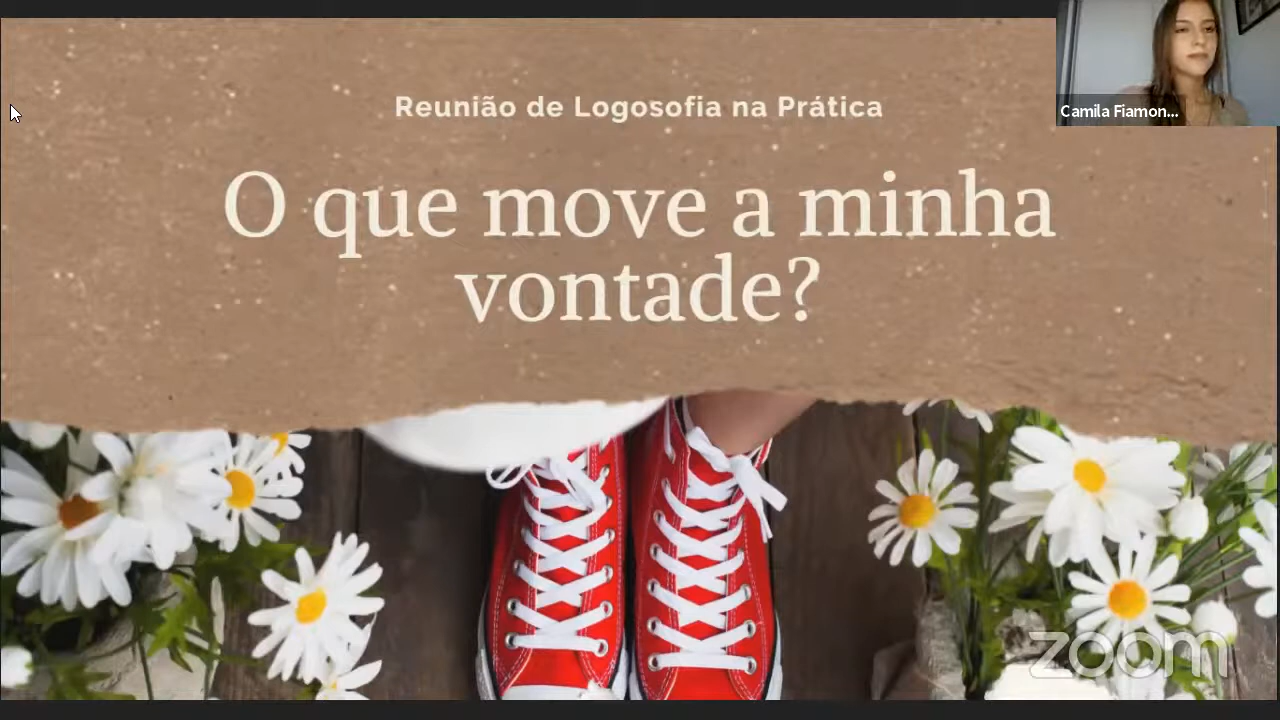 Reunião de Logosofia na Prática
Camila Fiamon...
O que move a minha
vontade?
zoom